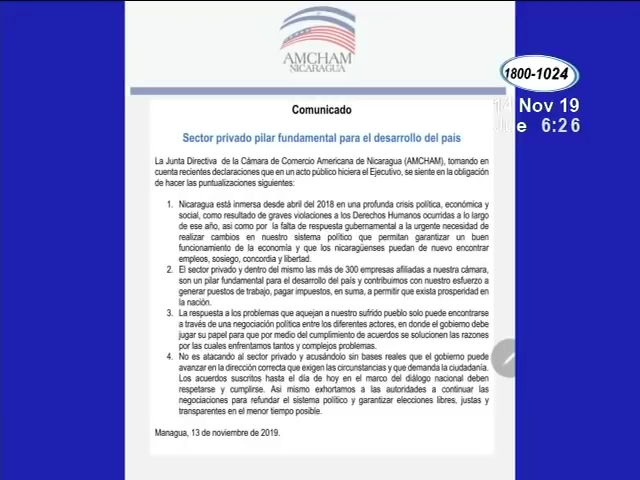 AMCHAM
NICARAGUA
1800-1024
Nov 19
6:26
Comunicado
Sector privado pilar fundamental para el desarrollo del país
La Junta Directiva de la Cámara de Comercio Americana de Nicaragua (AMCHAM), tomando en
cuenta recientes declaraciones que en un acto público hiciera el Ejecutivo, se siente en la obligación
de hacer las puntualizaciones siguientes:
1. Nicaragua está inmersa desde abril del 2018 en una profunda crisis política, económica y
social, como resultado de graves violaciones a los Derechos Humanos ocurridas a lo largo
de ese año, asi como por la falta de respuesta gubernamental a la urgente necesidad de
realizar cambios en nuestro sistema político que permitan garantizar un buen
funcionamiento de la economía y que los nicaragüenses puedan de nuevo encontrar
empleos, sosiego, concordia y libertad.
2. El sector privado y dentro del mismo las más de 300 empresas afiliadas a nuestra cámara,
son un pilar fundamental para el desarrollo del país y contribuimos con nuestro esfuerzo a
generar puestos de trabajo, pagar impuestos, en suma, a permitir que exista prosperidad en
la nación.
3. La respuesta a los problemas que aquejan a nuestro sufrido pueblo solo puede encontrarse
a través de una negociación política entre los diferentes actores, en donde el gobierno debe
jugar su papel para que por medio del cumplimiento de acuerdos se solucionen las razones
por las cuales enfrentamos tantos y complejos problemas.
4. No es atacando al sector privado y acusándolo sin bases reales que el gobierno puede
avanzar en la dirección correcta que exigen las circunstancias y que demanda la ciudadanía.
Los acuerdos suscritos hasta el día de hoy en el marco del diálogo nacional deben
respetarse y cumplirse. Asi mismo exhortamos a las autoridades a continuar las
negociaciones para refundar el sistema político y garantizar elecciones libres, justas y
transparentes en el menor tiempo posible.
Managua, 13 de noviembre de 2019.